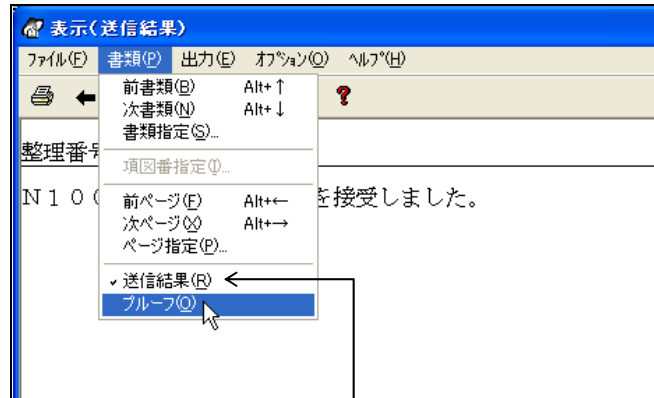 表示(送信結果)
ファイル(F) 書類(P) 出力(E) オプション(O) ヘルプ(H)
前書類(B) Alt+↑
次書類(N) Alt+↓
書類指定(S)...
整理番号
項図番指定(I)...
N10 を接受しました。
前ページ(F) Alt+←
次ページ(X) Alt+→
ページ指定(P)...
✓送信結果(R)
プルーフ(O)